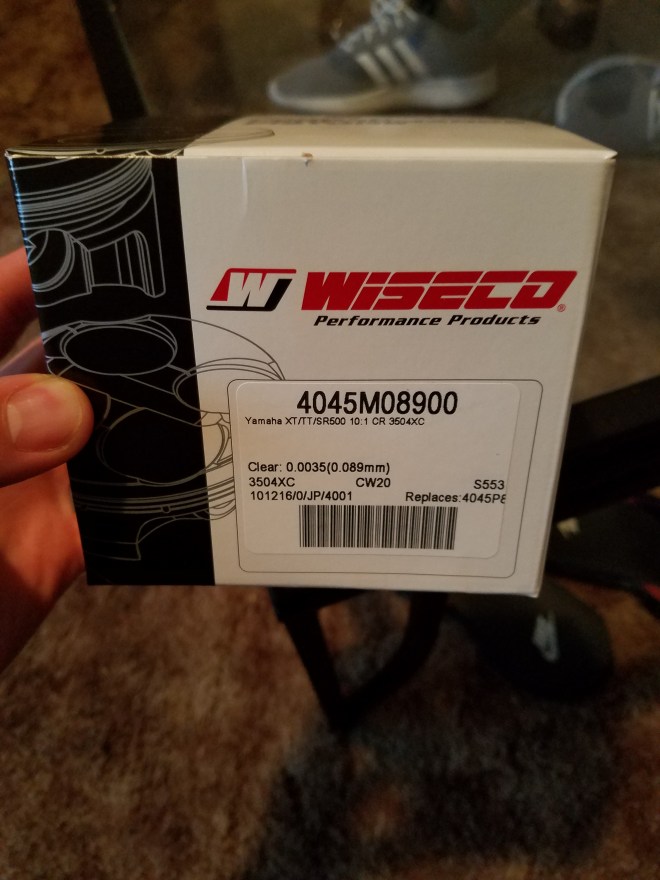 W WISECO®
Performance Products
4045M08900
Yamaha XT/TT/SR500 10:1 CR 3504XC
Clear: 0.0035(0.089mm)
3504XC CW20 S553
101216/0/JP/4001 Replaces:4045P8